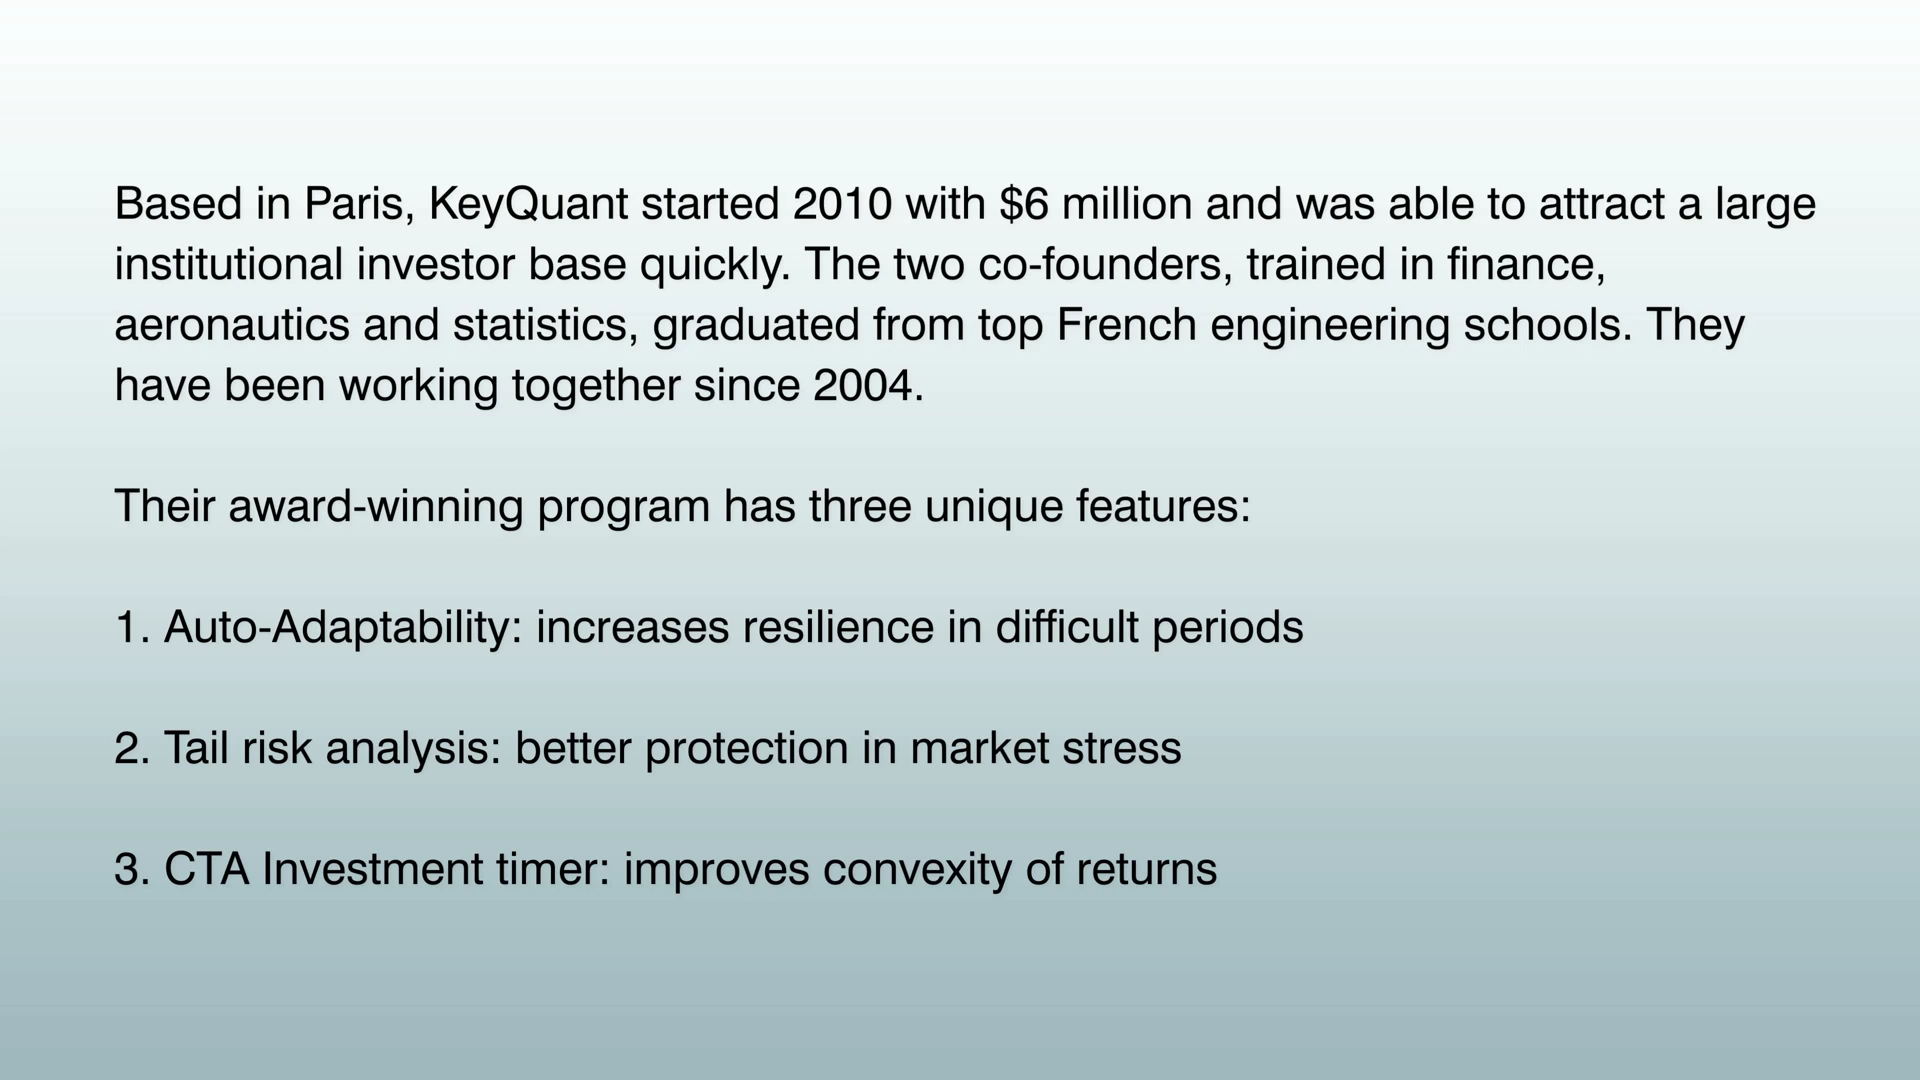 Based in Paris, KeyQuant started 2010 with $6 million and was able to attract a large
institutional investor base quickly. The two co-founders, trained in finance,
aeronautics and statistics, graduated from top French engineering schools. They
have been working together since 2004.
Their award-winning program has three unique features:
1. Auto-Adaptability: increases resilience in difficult periods
2. Tail risk analysis: better protection in market stress
3. CTA Investment timer: improves convexity of returns